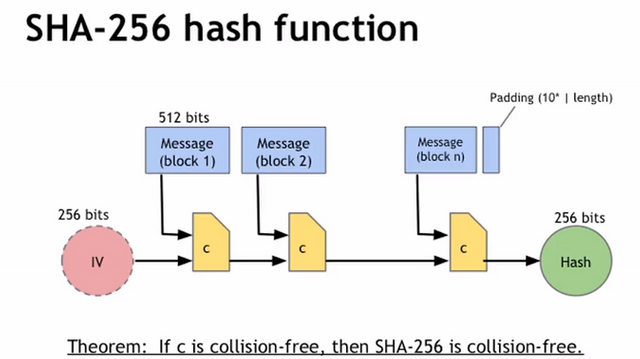 SHA-256 hash function
Padding (10* | length)
512 bits
Message
(block 1)
Message
(block 2)
Message
(block n)
256 bits
IV
c
c
c
256 bits
Hash
Theorem: If c is collision-free, then SHA-256 is collision-free.